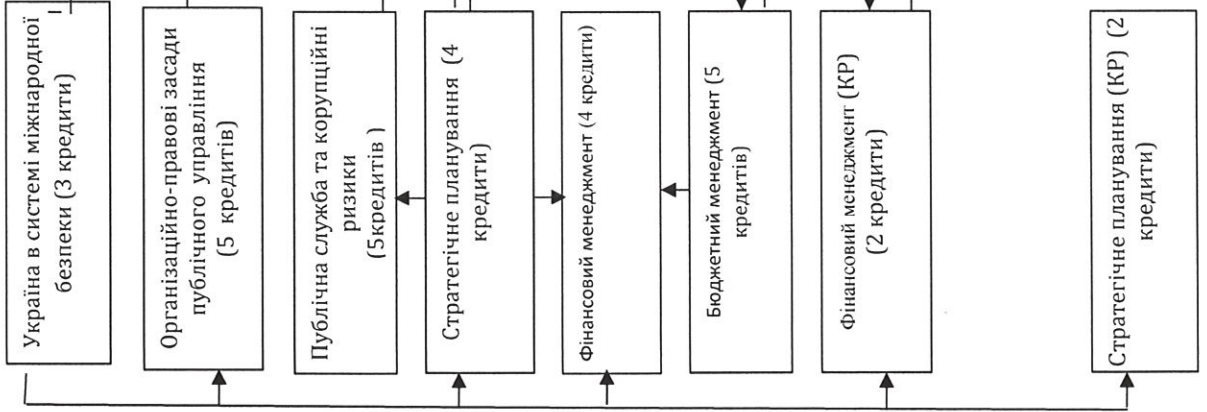 Україна в системі міжнародної
безпеки (3 кредити)
Організаційно-правові засади
публічного управління
(5 кредитів)
Публічна служба та корупційні
ризики
(5кредитів )
Стратегічне планування (4
кредити)
Фінансовий менеджмент (4 кредити)
Бюджетний менеджмент (5
кредитів)
Фінансовий менеджмент (КР)
(2 кредити)
Стратегічне планування (КР) (2
кредити)